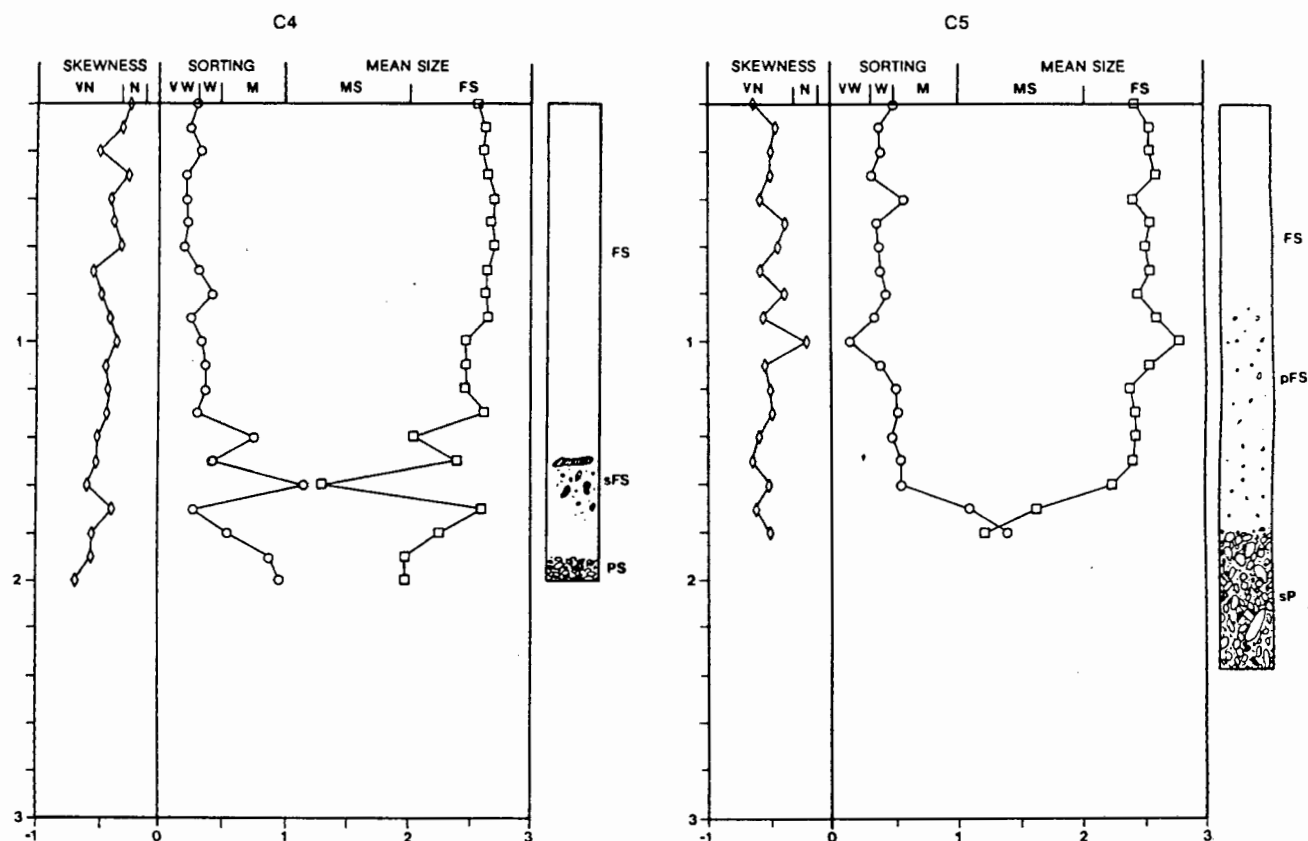 C4
SKEWNESS SORTING MEAN SIZE
VN N VW W M MS FS
FS
1
sFS
PS
2
3
-1 0 1 2 3
C5
SKEWNESS SORTING MEAN SIZE
VN N VW W M MS FS
FS
1
pFS
2
sP
3
-1 0 1 2 3